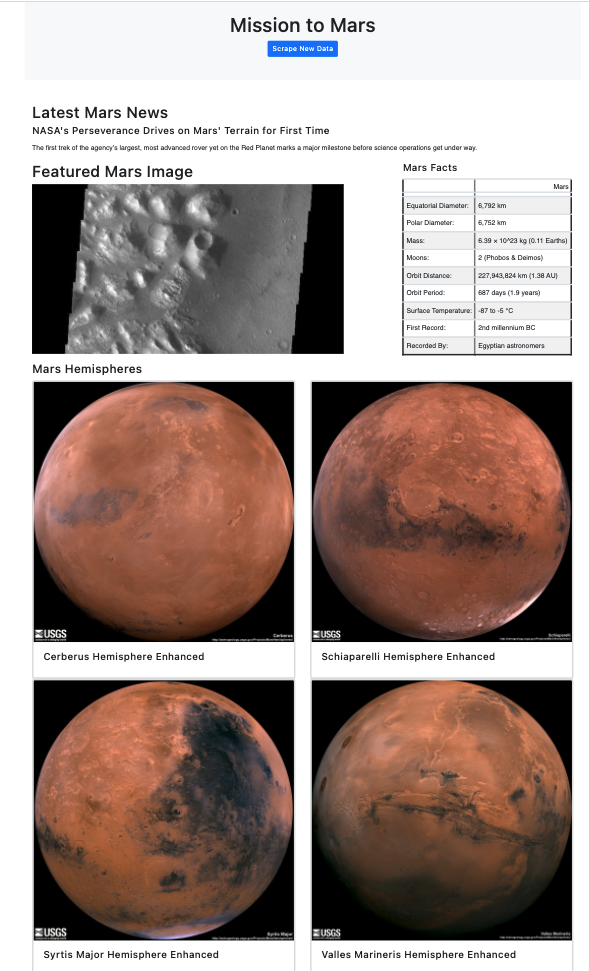 Mission to Mars
Scrape New Data
Latest Mars News
NASA's Perseverance Drives on Mars' Terrain for First Time
The first trek of the agency's largest, most advanced rover yet on the Red Planet marks a major milestone before science operations get under way.
Featured Mars Image
Mars Facts
Mars
Equatorial Diameter: 6,792 km
Polar Diameter: 6,752 km
Mass: 6.39 × 10^23 kg (0.11 Earths)
Moons: 2 (Phobos & Deimos)
Orbit Distance: 227,943,824 km (1.38 AU)
Orbit Period: 687 days (1.9 years)
Surface Temperature: -87 to -5 °C
First Record: 2nd millennium BC
Recorded By: Egyptian astronomers
Mars Hemispheres
USGS
Cerberus
USGS
Schiaparelli
Cerberus Hemisphere Enhanced
Schiaparelli Hemisphere Enhanced
USGS
Syrtis Major
USGS
Valles Marineris
Syrtis Major Hemisphere Enhanced
Valles Marineris Hemisphere Enhanced